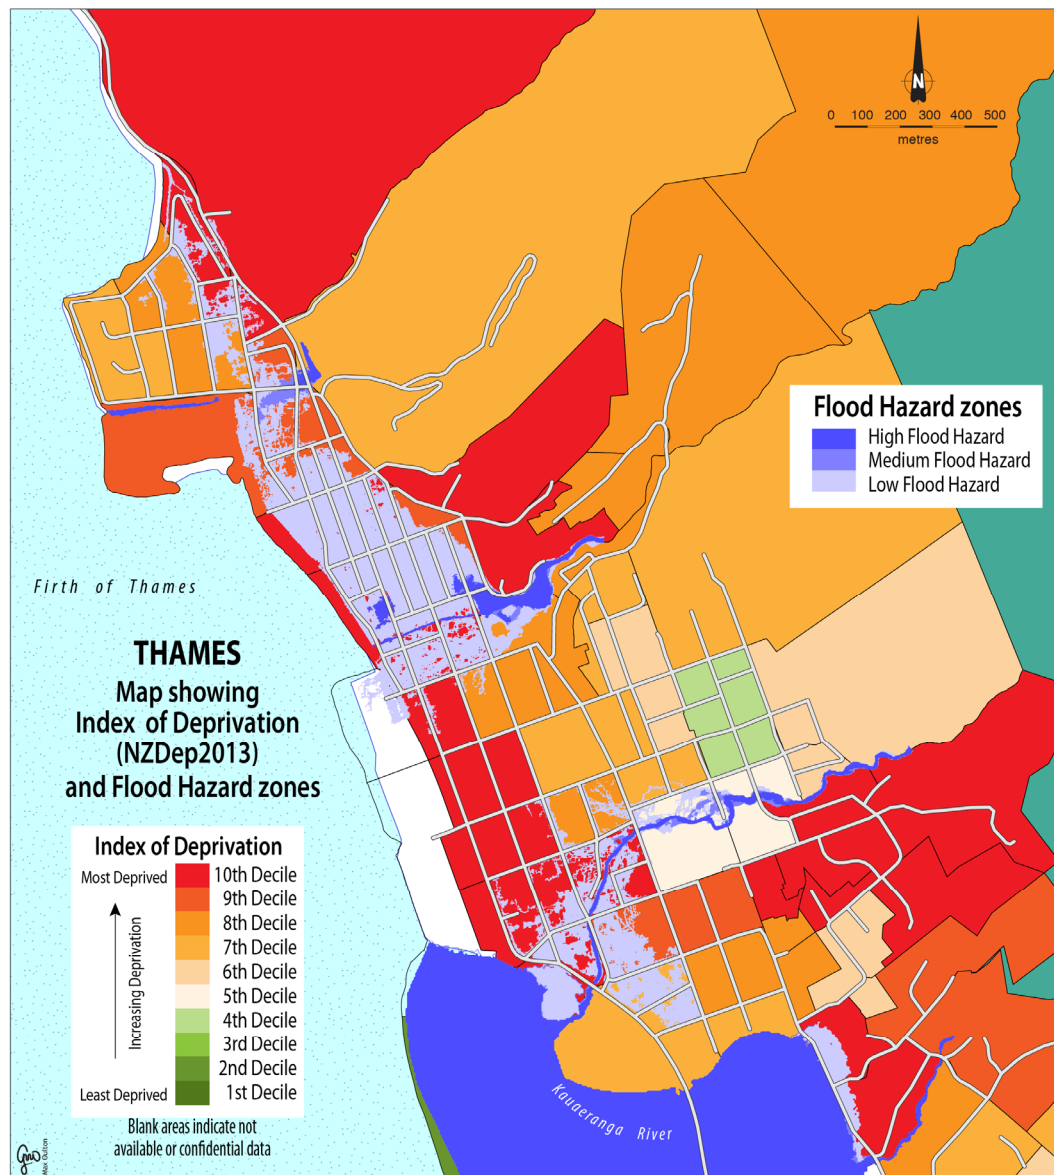 N
0 100 200 300 400 500
metres
Flood Hazard zones
High Flood Hazard
Medium Flood Hazard
Low Flood Hazard
Firth of Thames
THAMES
Map showing
Index of Deprivation
(NZDep2013)
and Flood Hazard zones
Index of Deprivation
Most Deprived
Increasing Deprivation
Least Deprived
10th Decile
9th Decile
8th Decile
7th Decile
6th Decile
5th Decile
4th Decile
3rd Decile
2nd Decile
1st Decile
Blank areas indicate not
available or confidential data
Kauaeranga River
Max Oulton